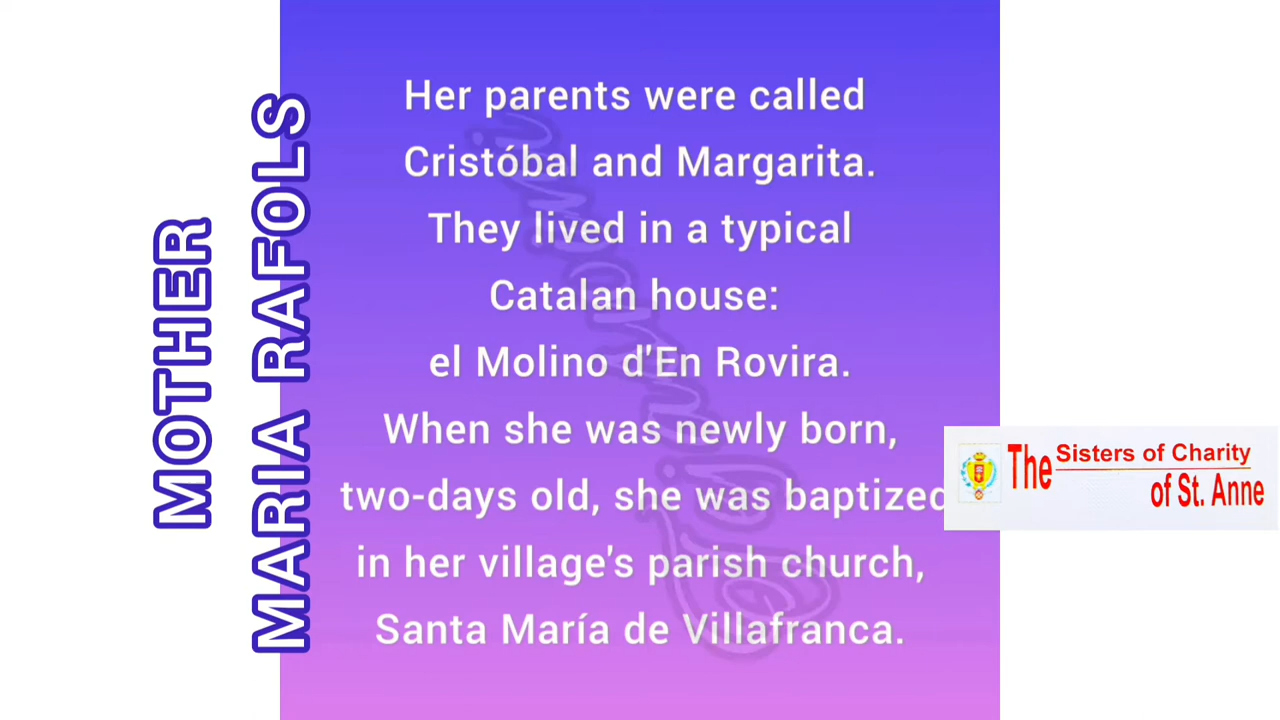 MOTHER
MARIA RAFOLS
Her parents were called
Cristóbal and Margarita.
They lived in a typical
Catalan house:
el Molino d'En Rovira.
When she was newly born,
two-days old, she was baptized
in her village's parish church,
Santa María de Villafranca.
The Sisters of Charity
of St. Anne